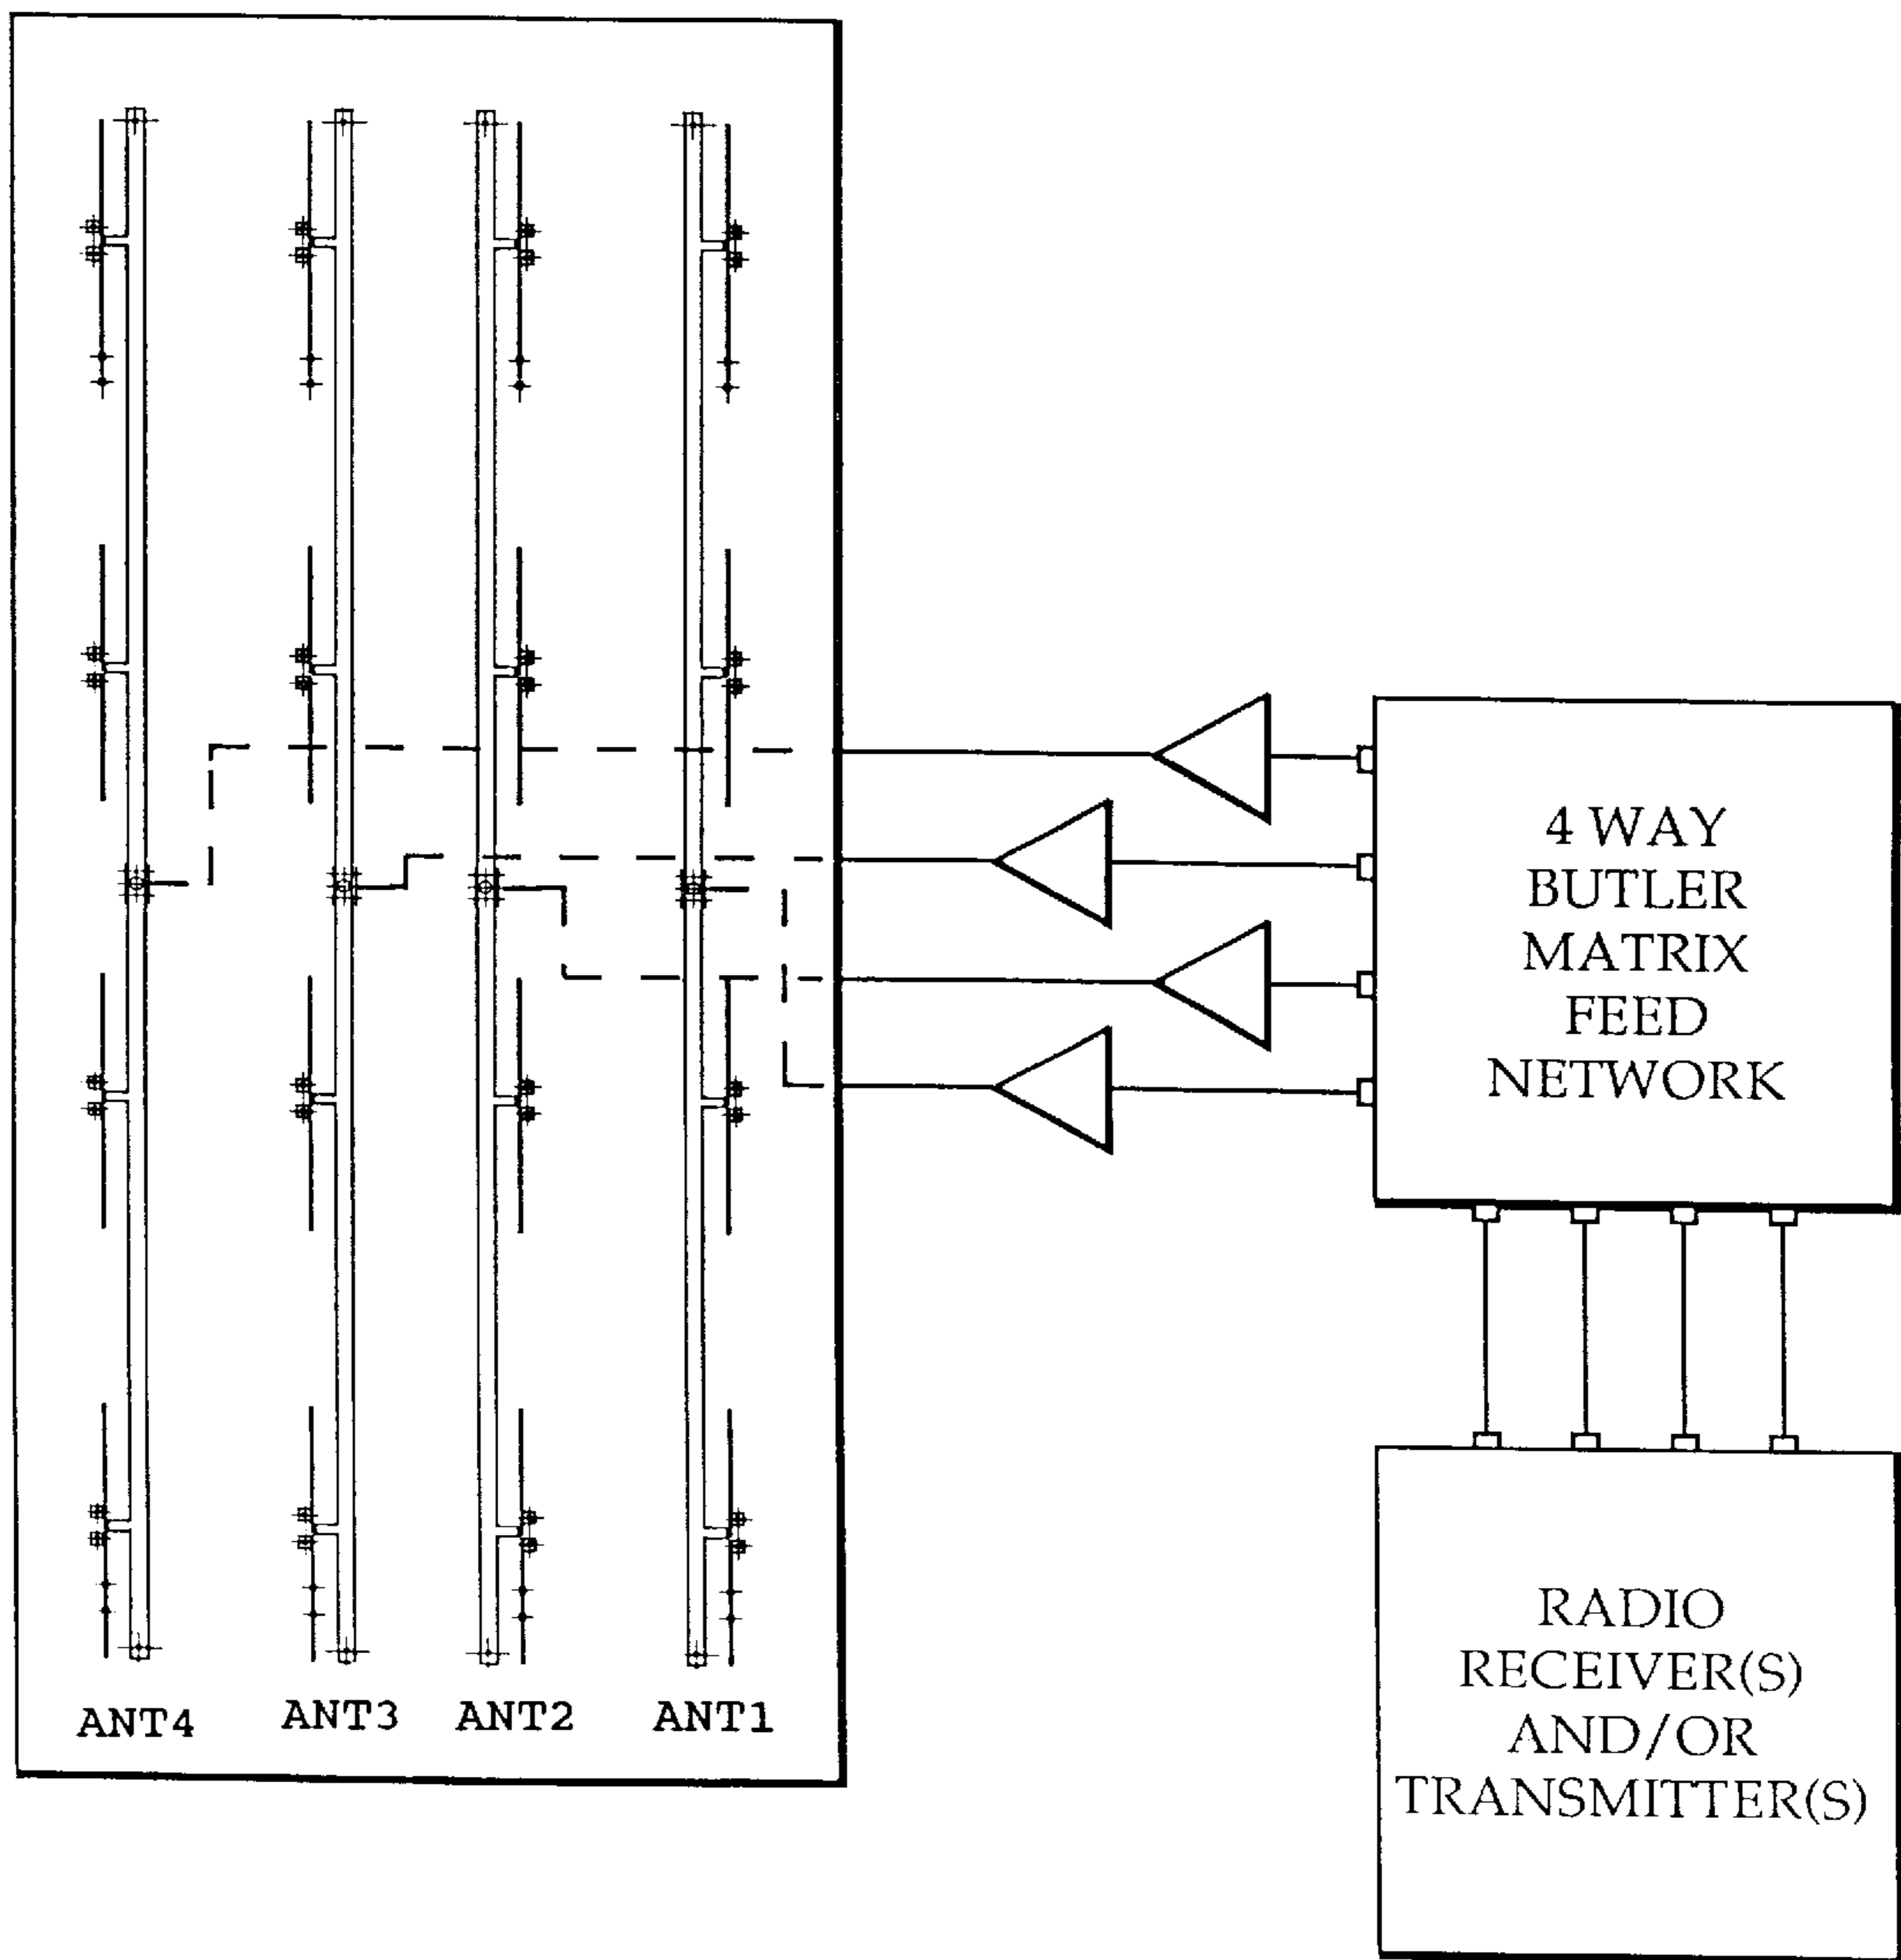 4 WAY
BUTLER
MATRIX
FEED
NETWORK
RADIO
RECEIVER(S)
AND/OR
TRANSMITTER(S)
ANT4
ANT3
ANT2
ANT1